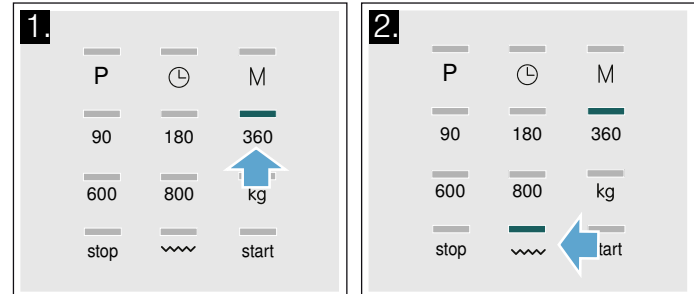 1.
P M
90 180 360
600 800 kg
stop start
2.
P M
90 180 360
600 800 kg
stop tart